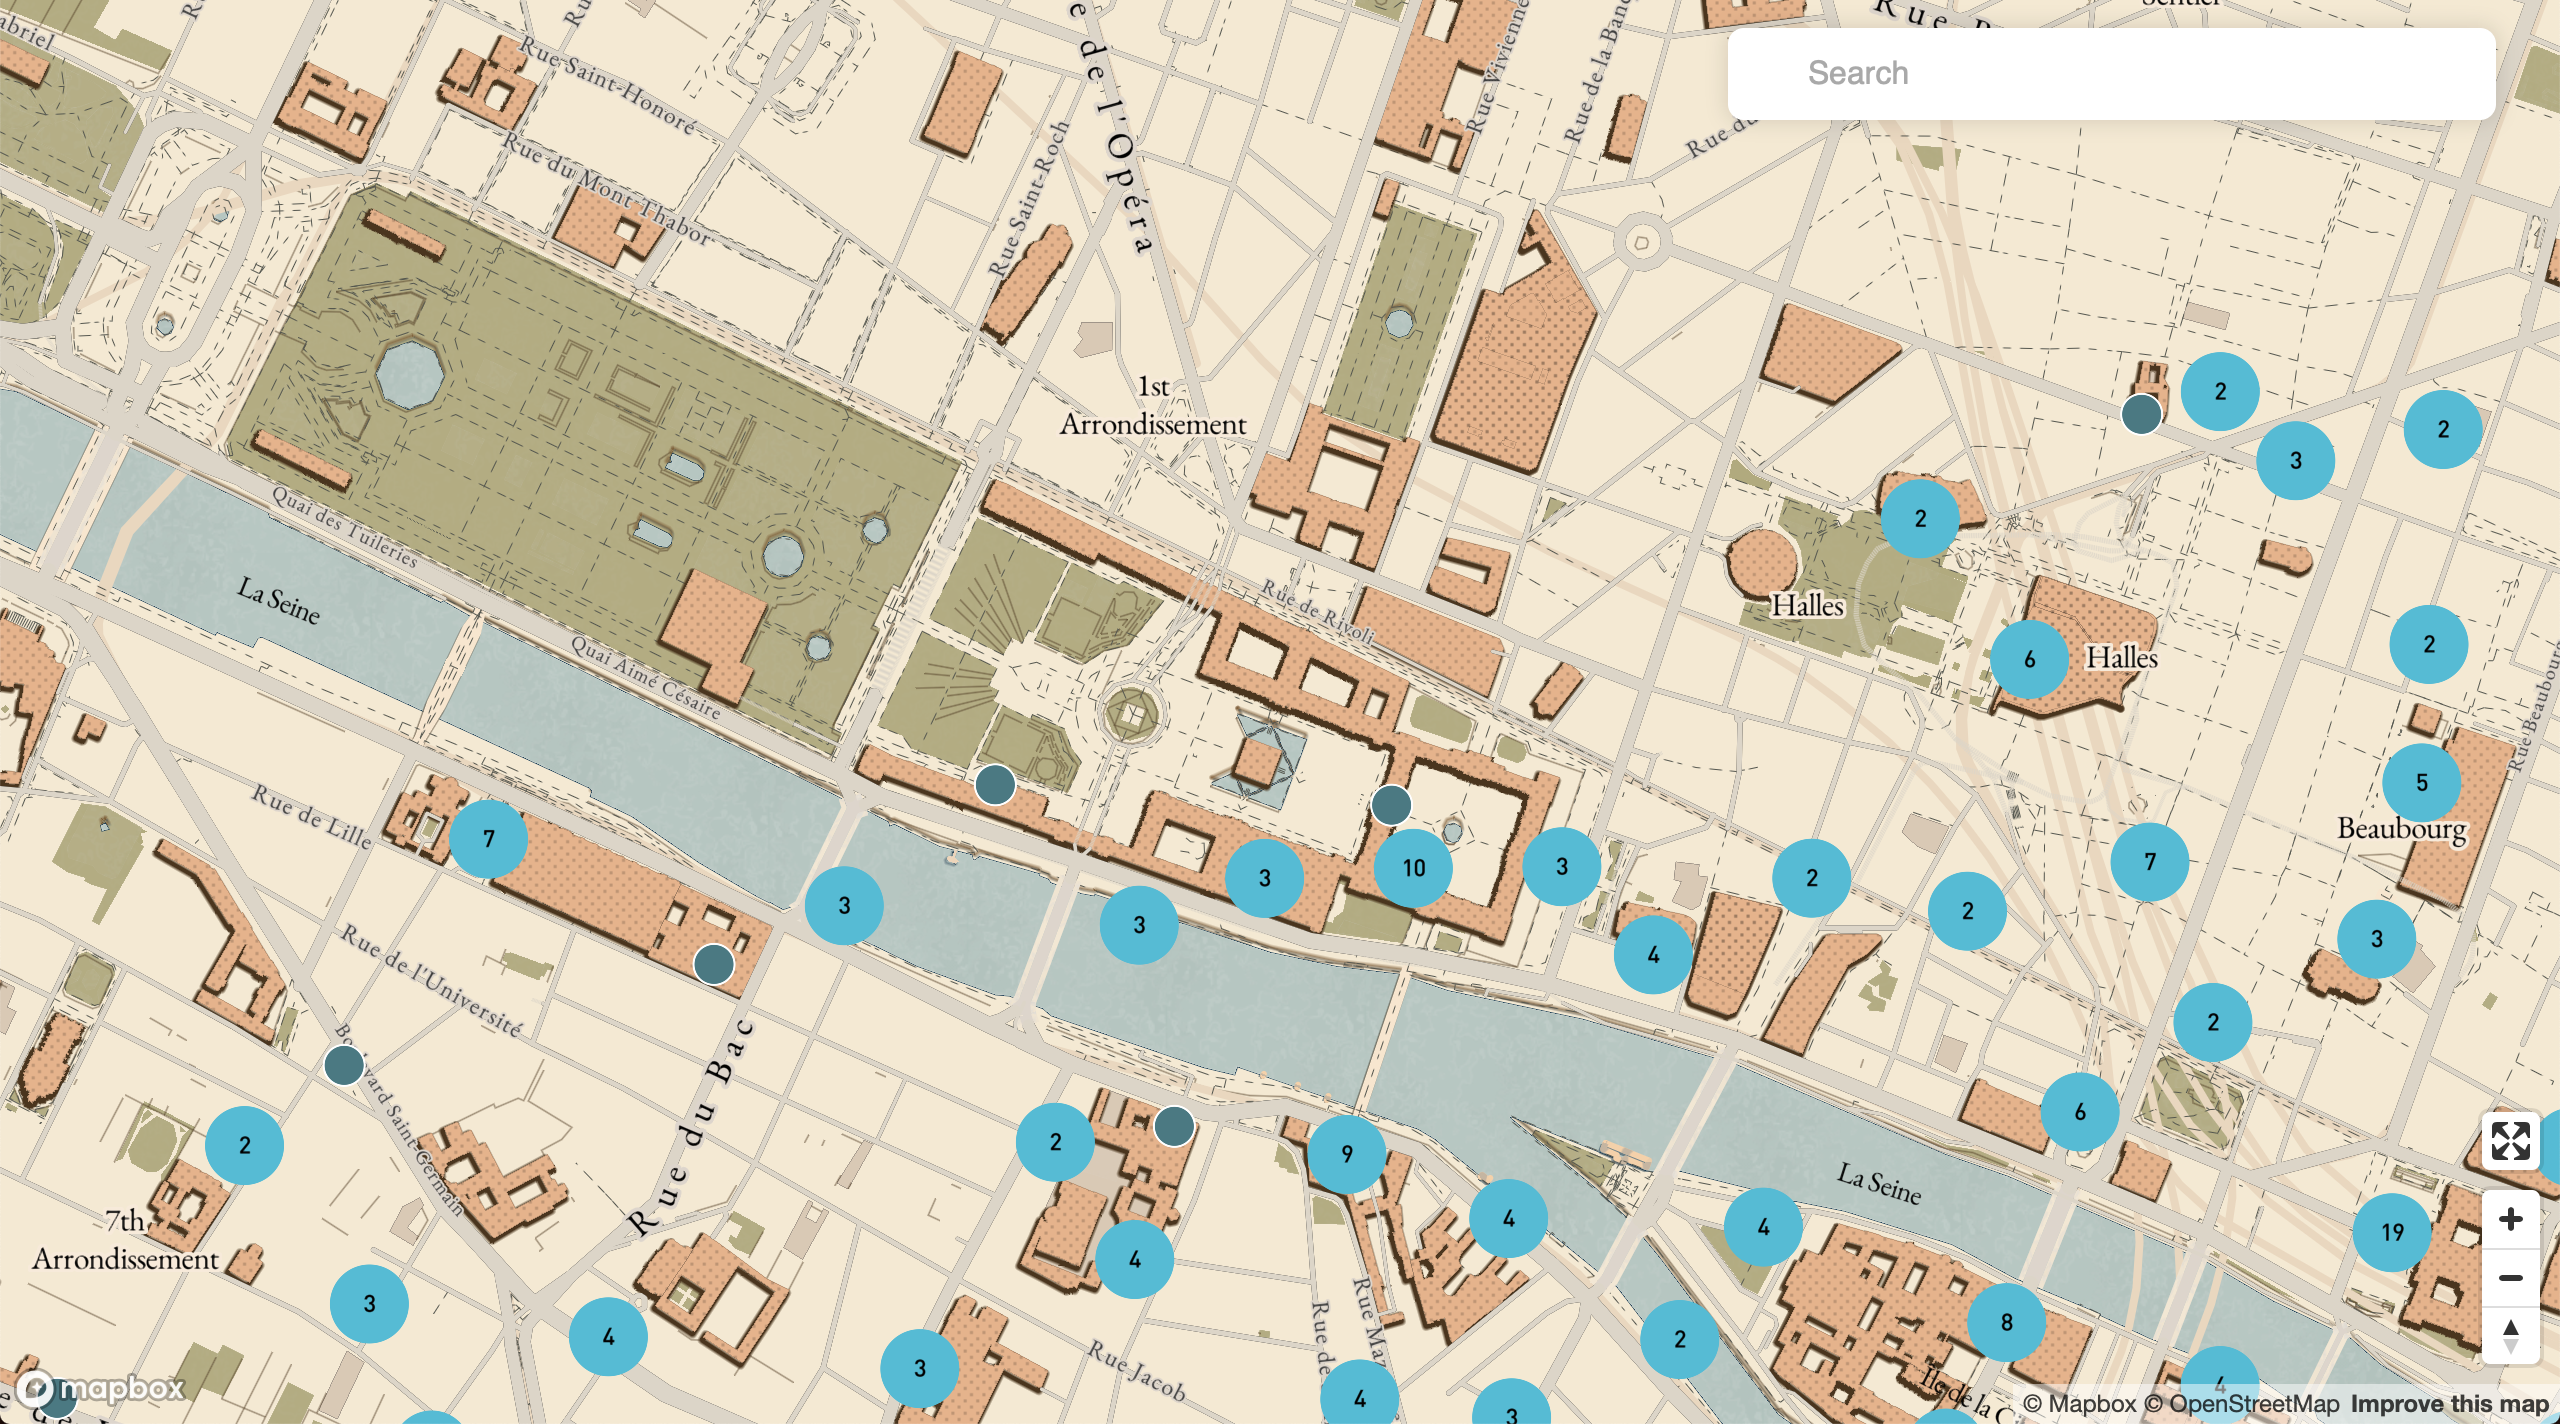 Search
Rue Saint-Honoré
Rue du Mont-Thabor
Rue Saint-Roch
de l'Opéra
Rue Vivienne
Rue du
1st
Arrondissement
2
3
2
2
Halles
6
Halles
2
Rue de Rivoli
Quai des Tuileries
La Seine
Quai Aimé Césaire
Rue Beaubourg
5
Beaubourg
7
Rue de Lille
7
3
3
3
10
3
2
2
4
3
2
Rue de l'Université
Rue du Bac
Boulevard Saint-Germain
2
7th
Arrondissement
2
9
4
4
La Seine
4
6
19
3
4
3
Rue Jacob
4
3
2
8
4
Rue de
mapbox
© Mapbox © OpenStreetMap Improve this map